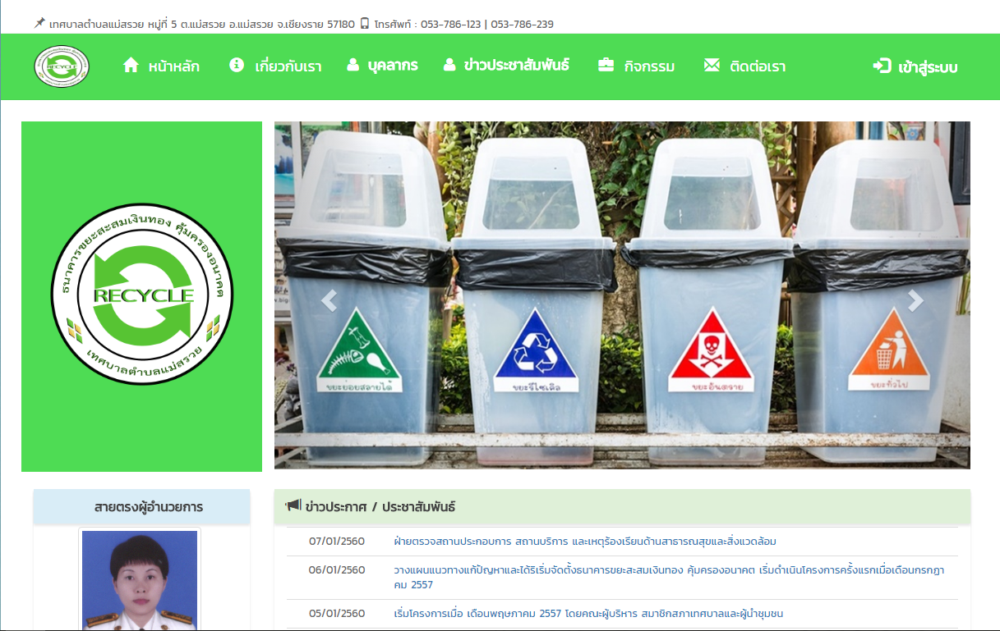 เทศบาลตำบลแม่สรวย หมู่ที่ 5 ต.แม่สรวย อ.แม่สรวย จ.เชียงราย 57180 โทรศัพท์ : 053-786-123 | 053-786-239
RECYCLE หน้าหลัก เกี่ยวกับเรา บุคลากร ข่าวประชาสัมพันธ์ กิจกรรม ติดต่อเรา เข้าสู่ระบบ
ธนาคารขยะสะสมเงินทอง คุ้มครองอนาคต
RECYCLE
เทศบาลตำบลแม่สรวย
ขยะย่อยสลายได้
ขยะรีไซเคิล
ขยะอันตราย
ขยะทั่วไป
สายตรงผู้อำนวยการ
ข่าวประกาศ / ประชาสัมพันธ์
07/01/2560 ฝ่ายตรวจสถานประกอบการ สถานบริการ และเหตุร้องเรียนด้านสาธารณสุขและสิ่งแวดล้อม
06/01/2560 วางแผนแนวทางแก้ปัญหาและได้ริเริ่มจัดตั้งธนาคารขยะสะสมเงินทอง คุ้มครองอนาคต เริ่มดำเนินโครงการครั้งแรกเมื่อเดือนกรกฎา
คม 2557
05/01/2560 เริ่มโครงการเมื่อ เดือนพฤษภาคม 2557 โดยคณะผู้บริหาร สมาชิกสภาเทศบาลและผู้นำชุมชน